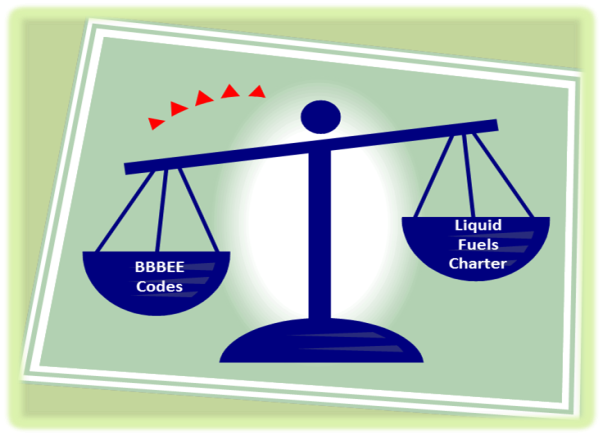 BBBEE
Codes
Liquid
Fuels
Charter